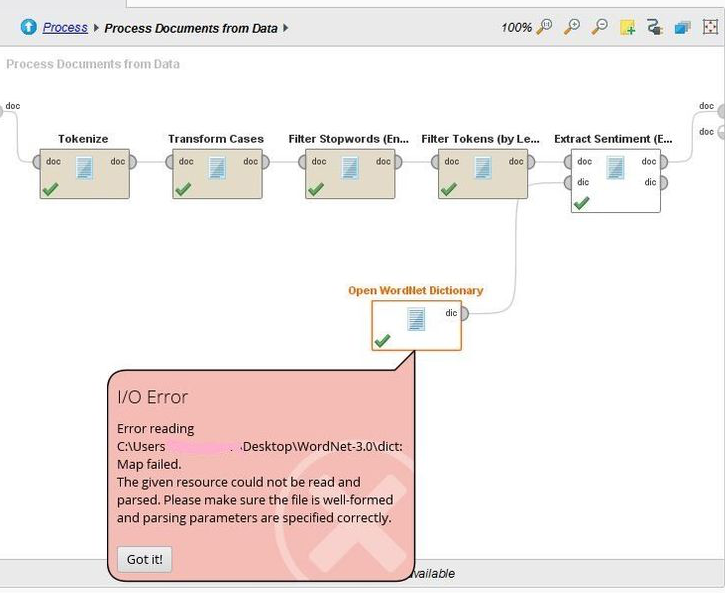 Process Process Documents from Data 100%
Process Documents from Data
doc
doc
doc
Tokenize
doc doc
Transform Cases
doc doc
Filter Stopwords (En...
doc doc
Filter Tokens (by Le...
doc doc
Extract Sentiment (E...
doc doc
dic dic
Open WordNet Dictionary
dic
I/O Error
Error reading
C:\Users \Desktop\WordNet-3.0\dict:
Map failed.
The given resource could not be read and
parsed. Please make sure the file is well-formed
and parsing parameters are specified correctly.
Got it!